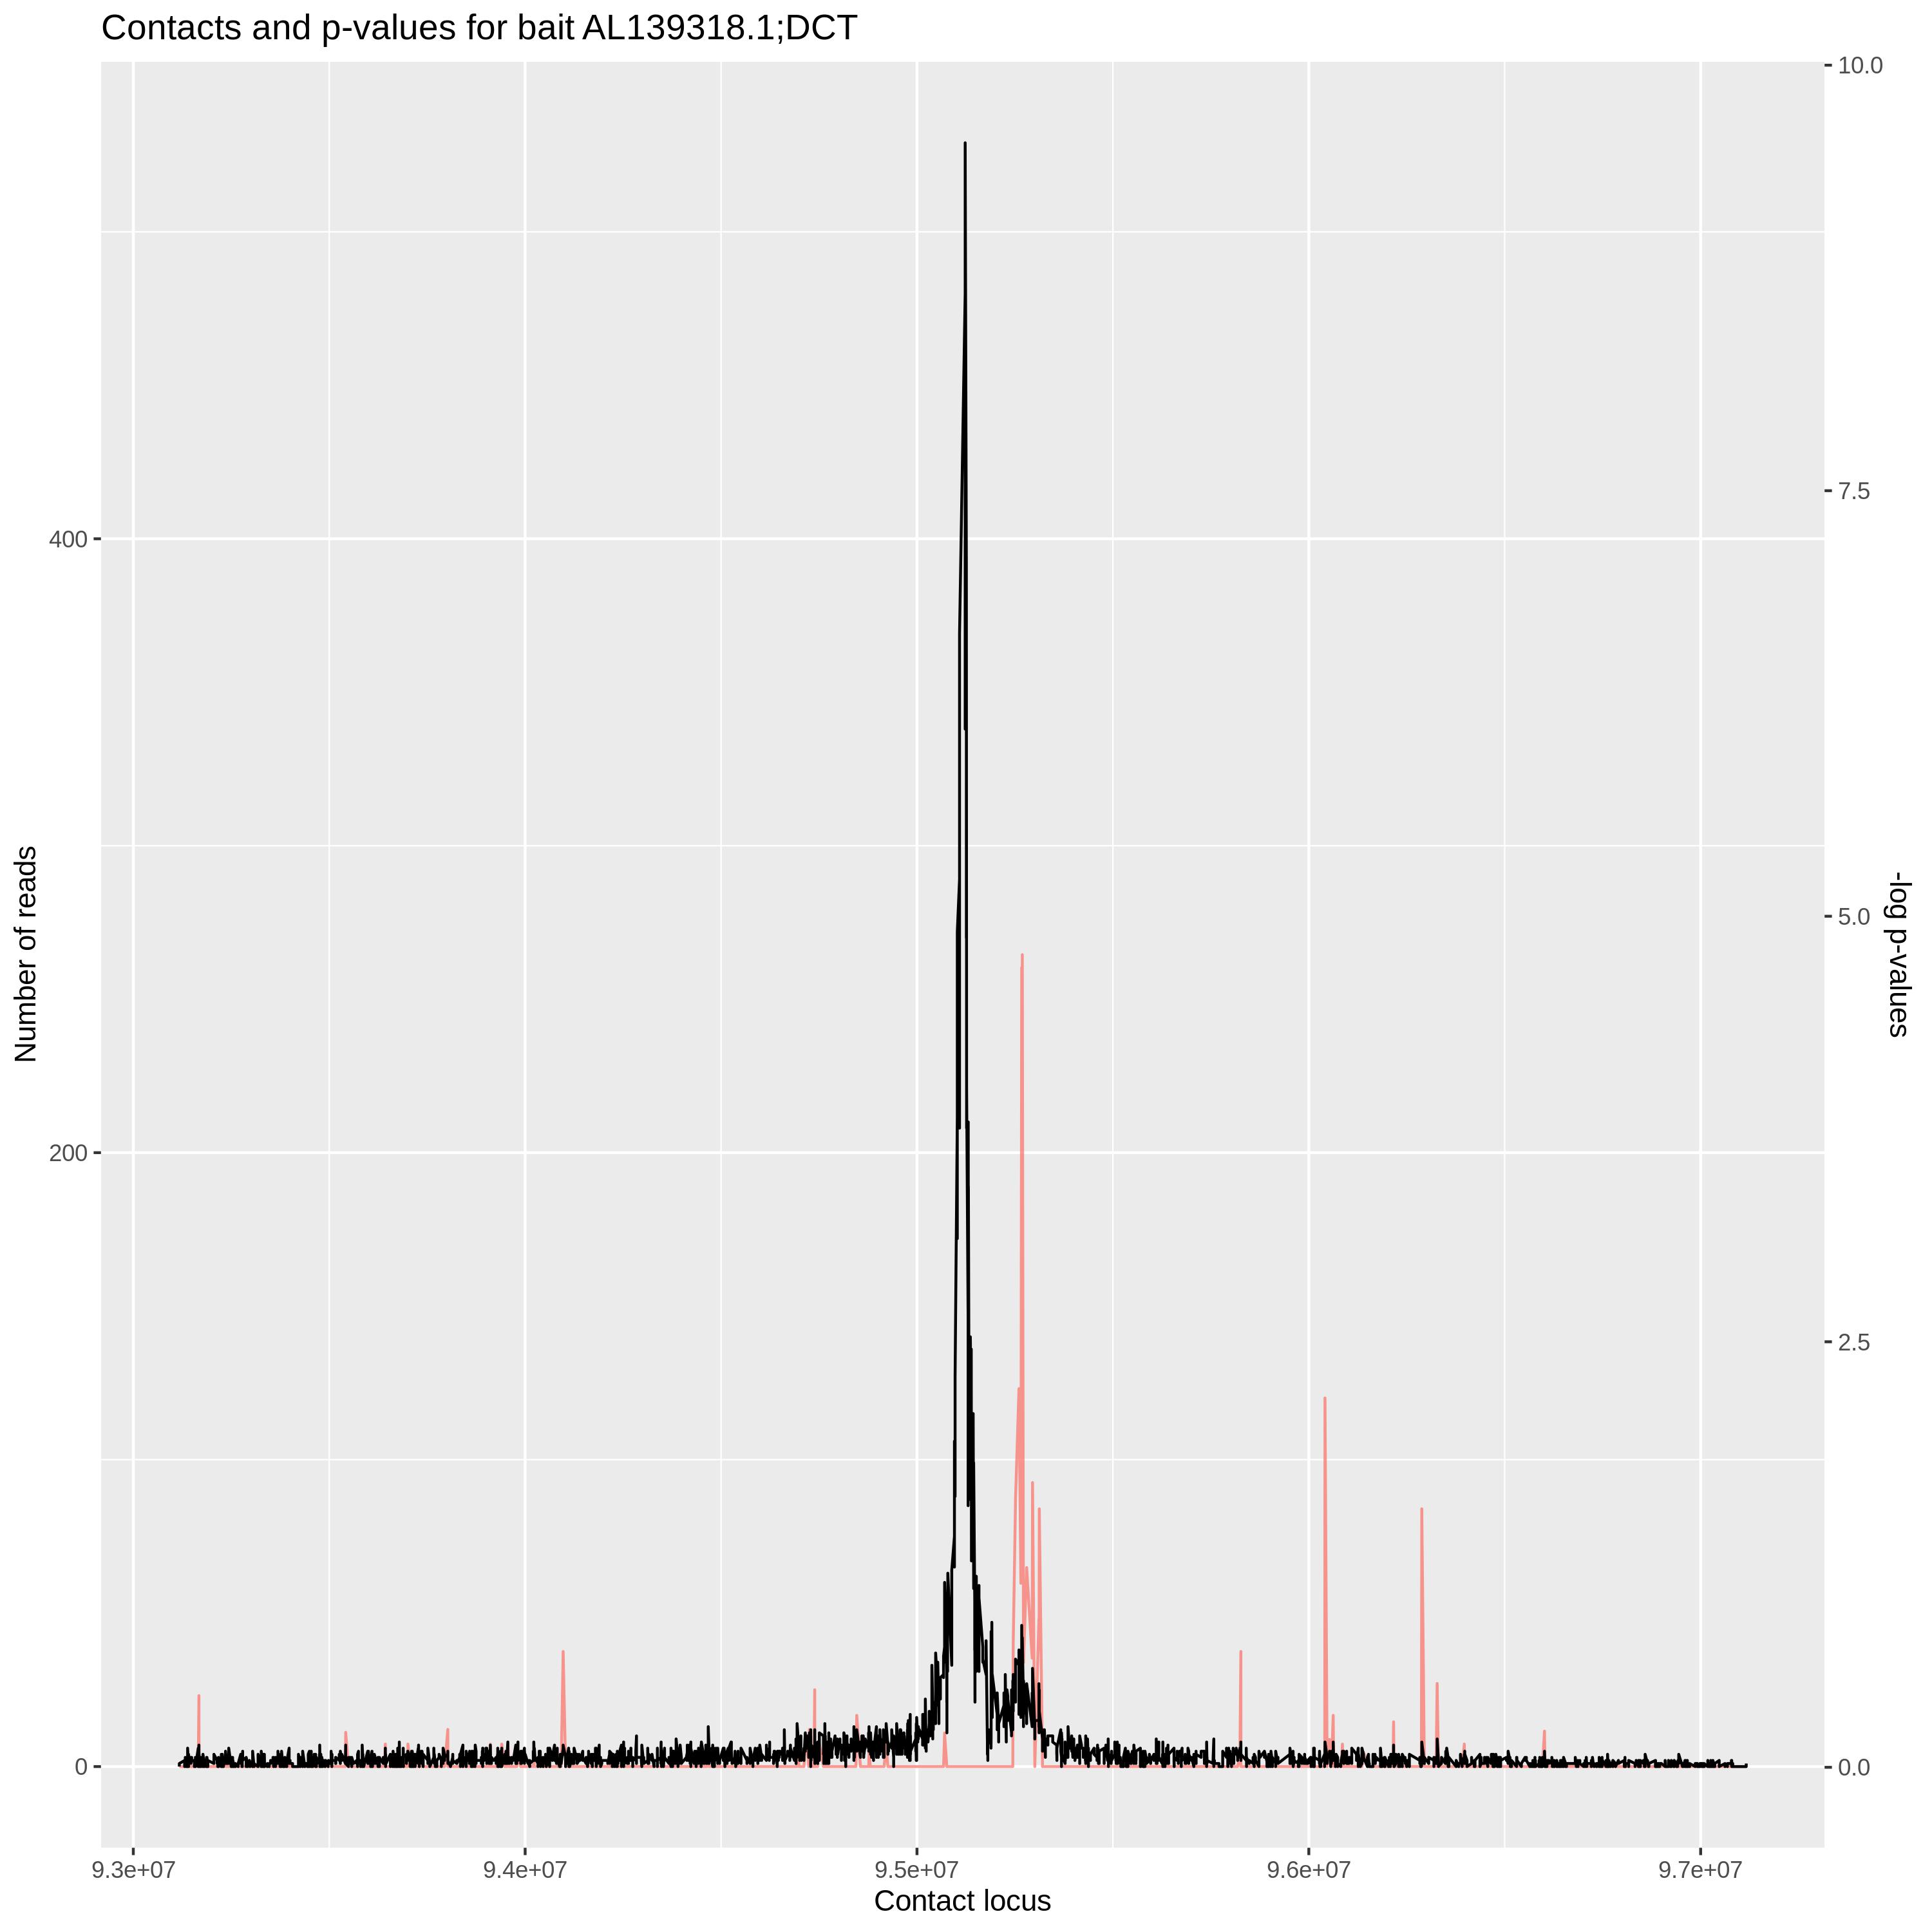 Contacts and p-values for bait AL139318.1;DCT
10.0
7.5
400
5.0
Number of reads
-log p-values
200
2.5
0
0.0
9.3e+07
9.4e+07
9.5e+07
9.6e+07
9.7e+07
Contact locus